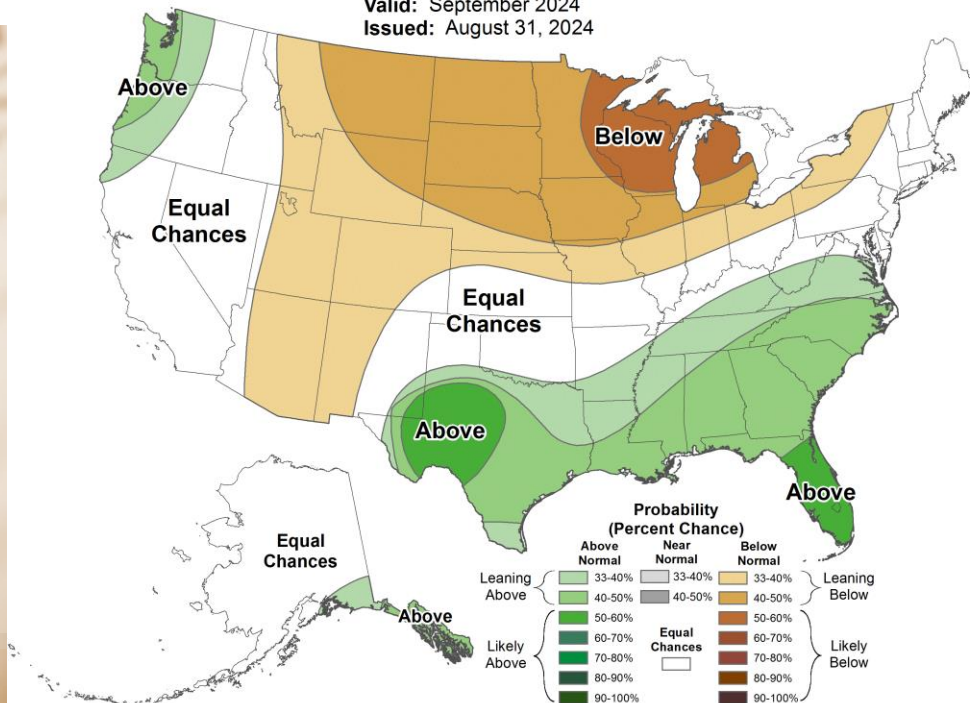 Valid: September 2024
Issued: August 31, 2024
Above
Below
Equal
Chances
Equal
Chances
Above
Above
Equal
Chances
Above
Probability
(Percent Chance)
Above
Normal
Near
Normal
Below
Normal
Leaning
Above
33-40%
33-40%
33-40%
Leaning
Below
40-50%
40-50%
40-50%
Likely
Above
50-60%
Equal
Chances
50-60%
Likely
Below
60-70%
60-70%
70-80%
70-80%
80-90%
80-90%
90-100%
90-100%